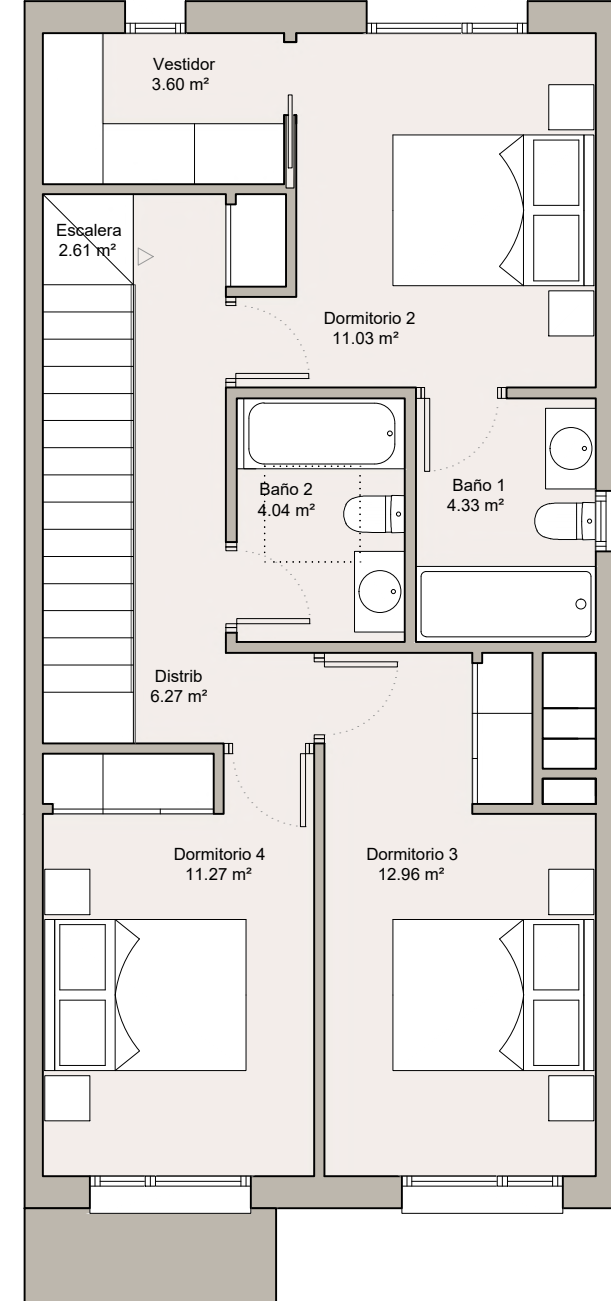 Vestidor
3.60 m²
Escalera
2.61 m²
Dormitorio 2
11.03 m²
Baño 2
4.04 m²
Baño 1
4.33 m²
Distrib
6.27 m²
Dormitorio 4
11.27 m²
Dormitorio 3
12.96 m²